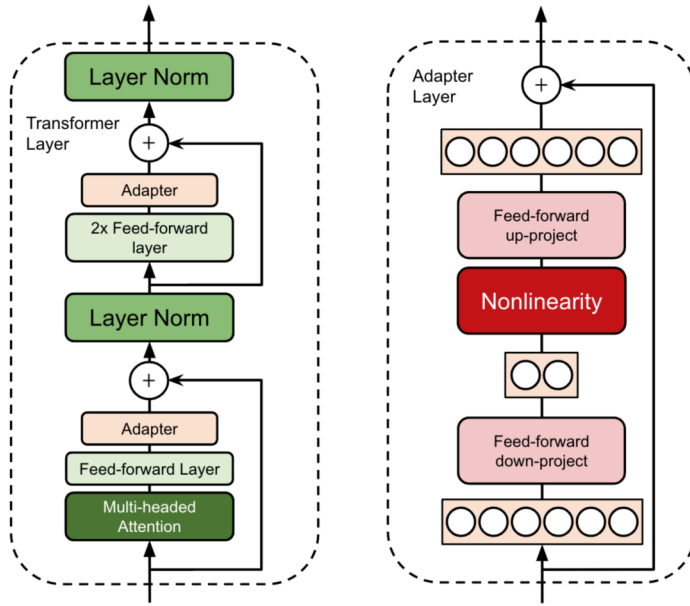 Layer Norm
Transformer
Layer
+
Adapter
2x Feed-forward
layer
Layer Norm
+
Adapter
Feed-forward Layer
Multi-headed
Attention
Adapter
Layer
+
Feed-forward
up-project
Nonlinearity
Feed-forward
down-project